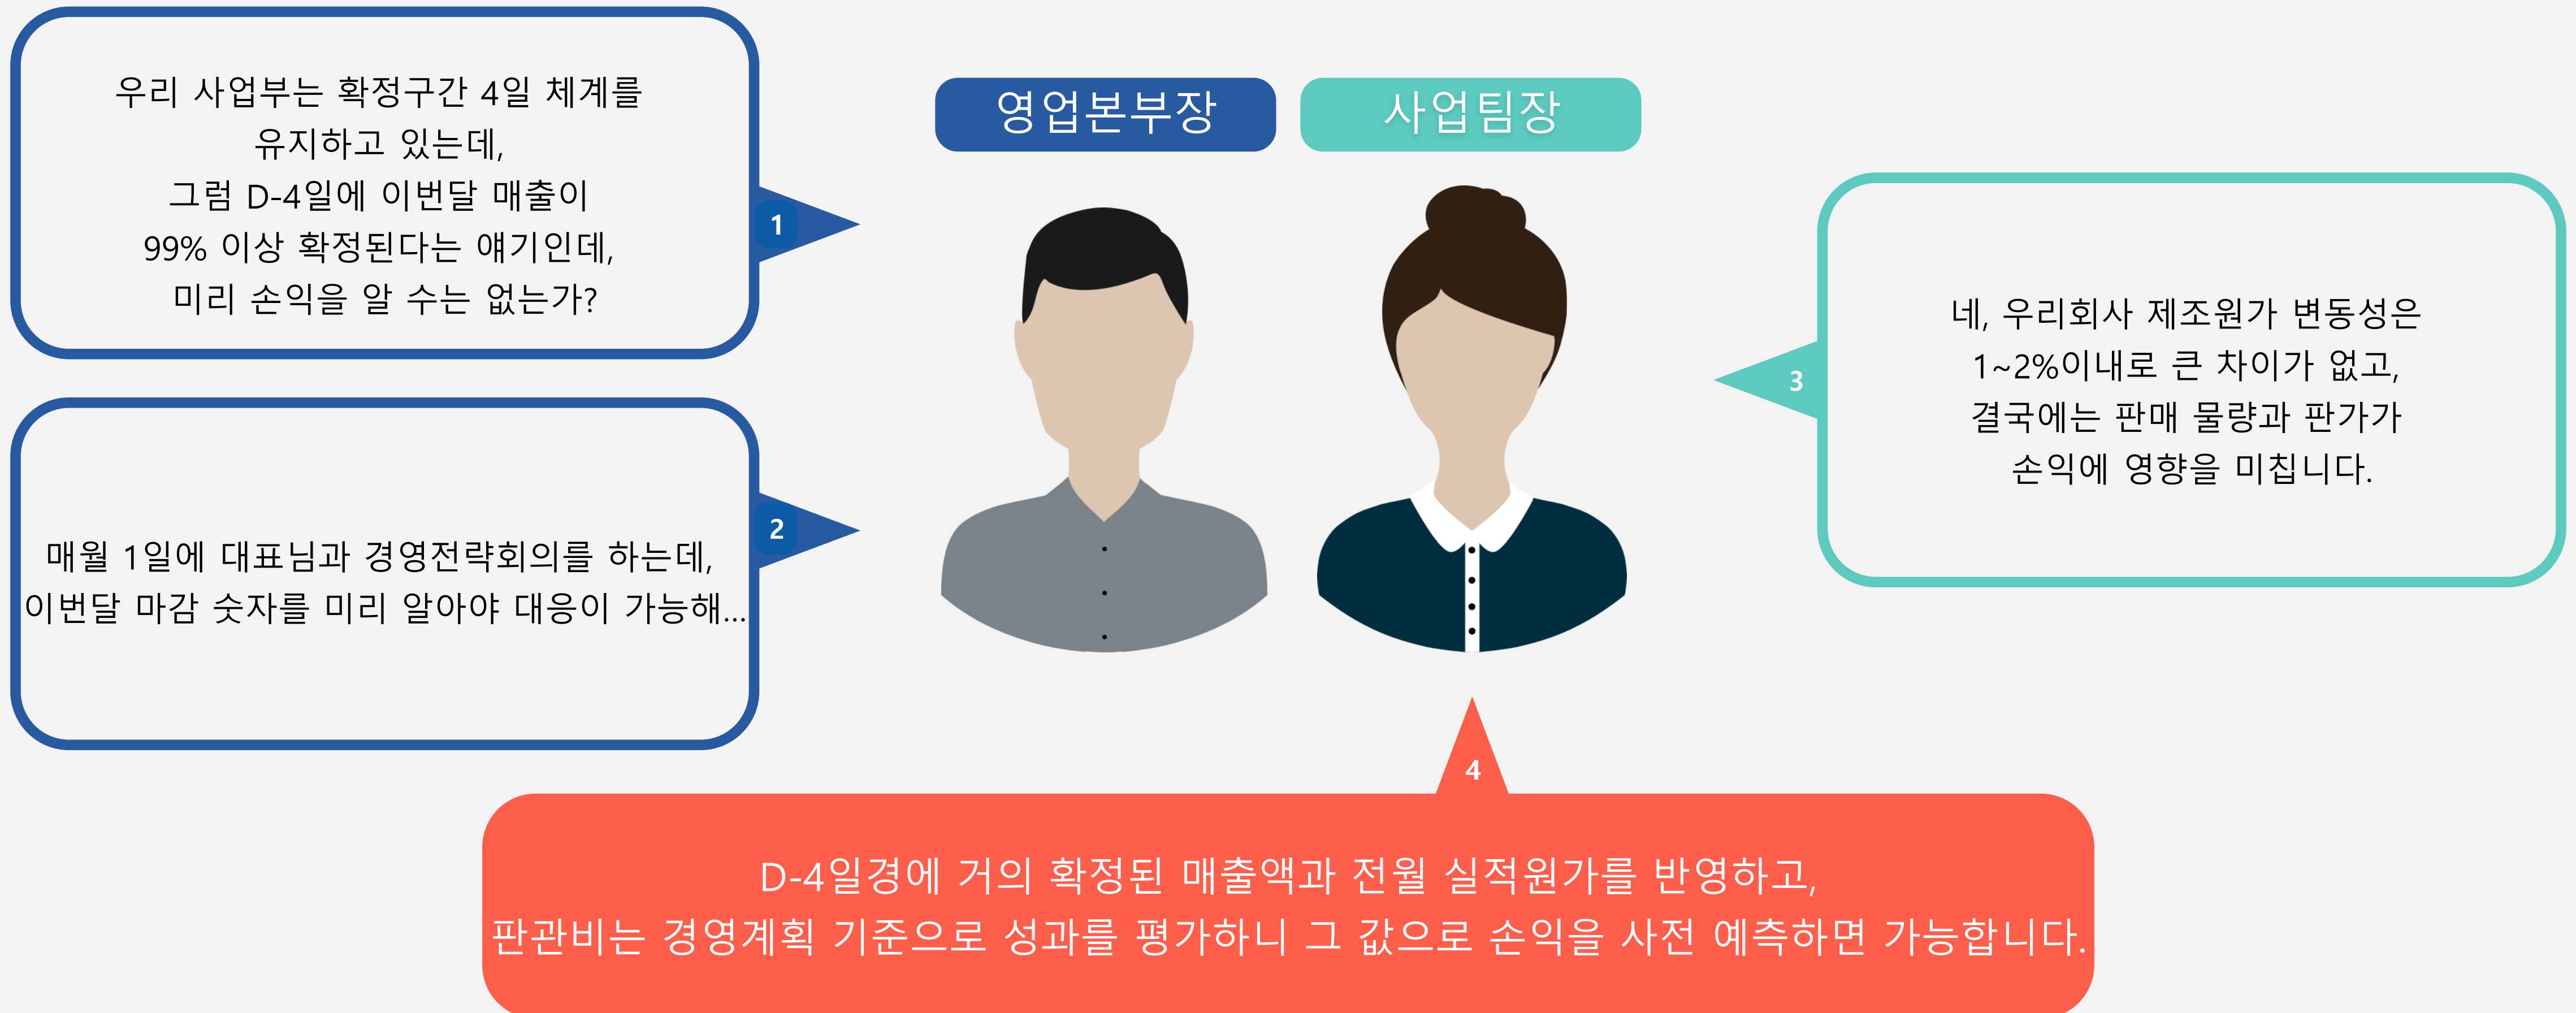 영업본부장
사업팀장
우리 사업부는 확정구간 4일 체계를
유지하고 있는데,
그럼 D-4일에 이번달 매출이
99% 이상 확정된다는 얘기인데,
미리 손익을 알 수는 없는가?
1
매월 1일에 대표님과 경영전략회의를 하는데,
이번달 마감 숫자를 미리 알아야 대응이 가능해...
2
네, 우리회사 제조원가 변동성은
1~2%이내로 큰 차이가 없고,
결국에는 판매 물량과 판가가
손익에 영향을 미칩니다.
3
4
D-4일경에 거의 확정된 매출액과 전월 실적원가를 반영하고,
판관비는 경영계획 기준으로 성과를 평가하니 그 값으로 손익을 사전 예측하면 가능합니다.